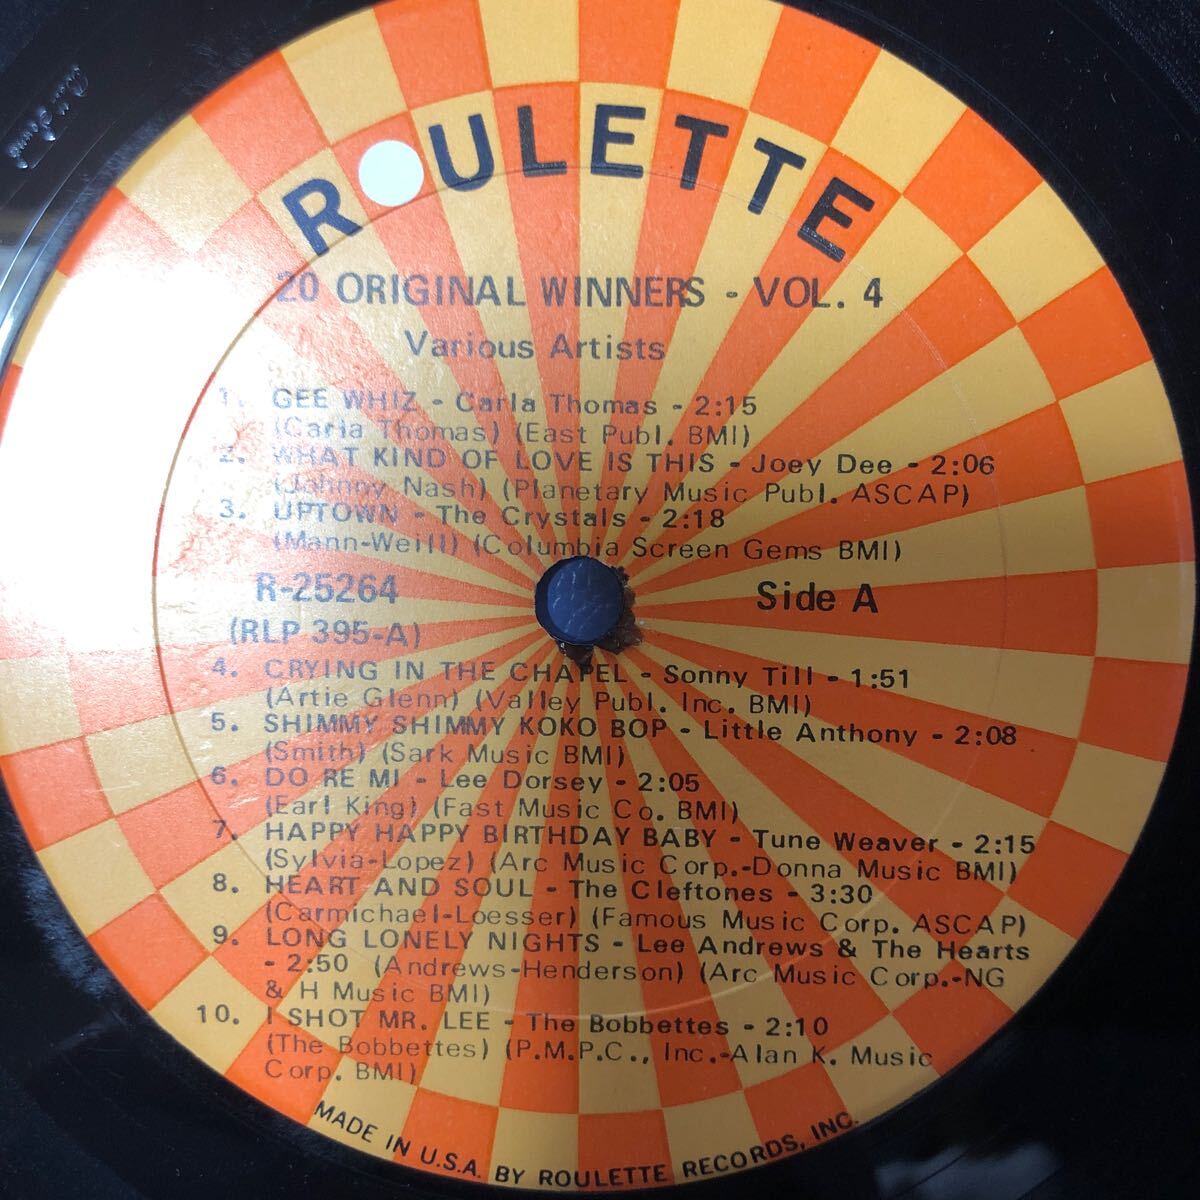 ROULETTE
20 ORIGINAL WINNERS - VOL. 4
Various Artists
1. GEE WHIZ - Carla Thomas - 2:15
(Carla Thomas) (East Publ. BMI)
2. WHAT KIND OF LOVE IS THIS - Joey Dee - 2:06
(Johnny Nash) (Planetary Music Publ. ASCAP)
3. UPTOWN - The Crystals - 2:18
(Mann-Weill) (Columbia Screen Gems BMI)
R-25264
Side A
(RLP 395-A)
4. CRYING IN THE CHAPEL - Sonny Till - 1:51
(Artie Glenn) (Valley Publ. Inc. BMI)
5. SHIMMY SHIMMY KOKO BOP - Little Anthony - 2:08
(Smith) (Sark Music BMI)
6. DO RE MI - Lee Dorsey - 2:05
(Earl King) (Fast Music Co. BMI)
7. HAPPY HAPPY BIRTHDAY BABY - Tune Weaver - 2:15
(Sylvia-Lopez) (Arc Music Corp.-Donna Music BMI)
8. HEART AND SOUL - The Cleftones - 3:30
(Carmichael-Loesser) (Famous Music Corp. ASCAP)
9. LONG LONELY NIGHTS - Lee Andrews & The Hearts
- 2:50 (Andrews-Henderson) (Arc Music Corp.-NG
& H Music BMI)
10. I SHOT MR. LEE - The Bobbettes - 2:10
(The Bobbettes) (P.M.P.C., Inc.-Alan K. Music
Corp. BMI)
MADE IN U.S.A. BY ROULETTE RECORDS, INC.